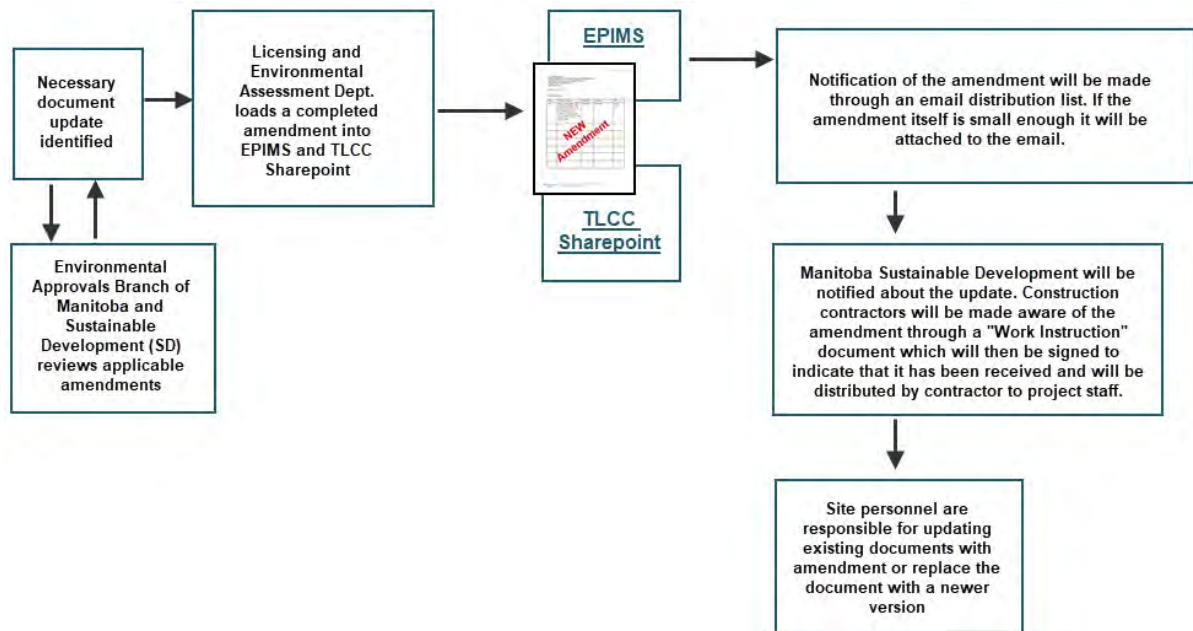 Necessary
document
update
identified
Environmental
Approvals Branch of
Manitoba and
Sustainable
Development (SD)
reviews applicable
amendments
Licensing and
Environmental
Assessment Dept.
loads a completed
amendment into
EPIMS and TLCC
Sharepoint
EPIMS
NEW
Amendment
TLCC
Sharepoint
Notification of the amendment will be made
through an email distribution list. If the
amendment itself is small enough it will be
attached to the email.
Manitoba Sustainable Development will be
notified about the update. Construction
contractors will be made aware of the
amendment through a "Work Instruction"
document which will then be signed to
indicate that it has been received and will be
distributed by contractor to project staff.
Site personnel are
responsible for updating
existing documents with
amendment or replace the
document with a newer
version